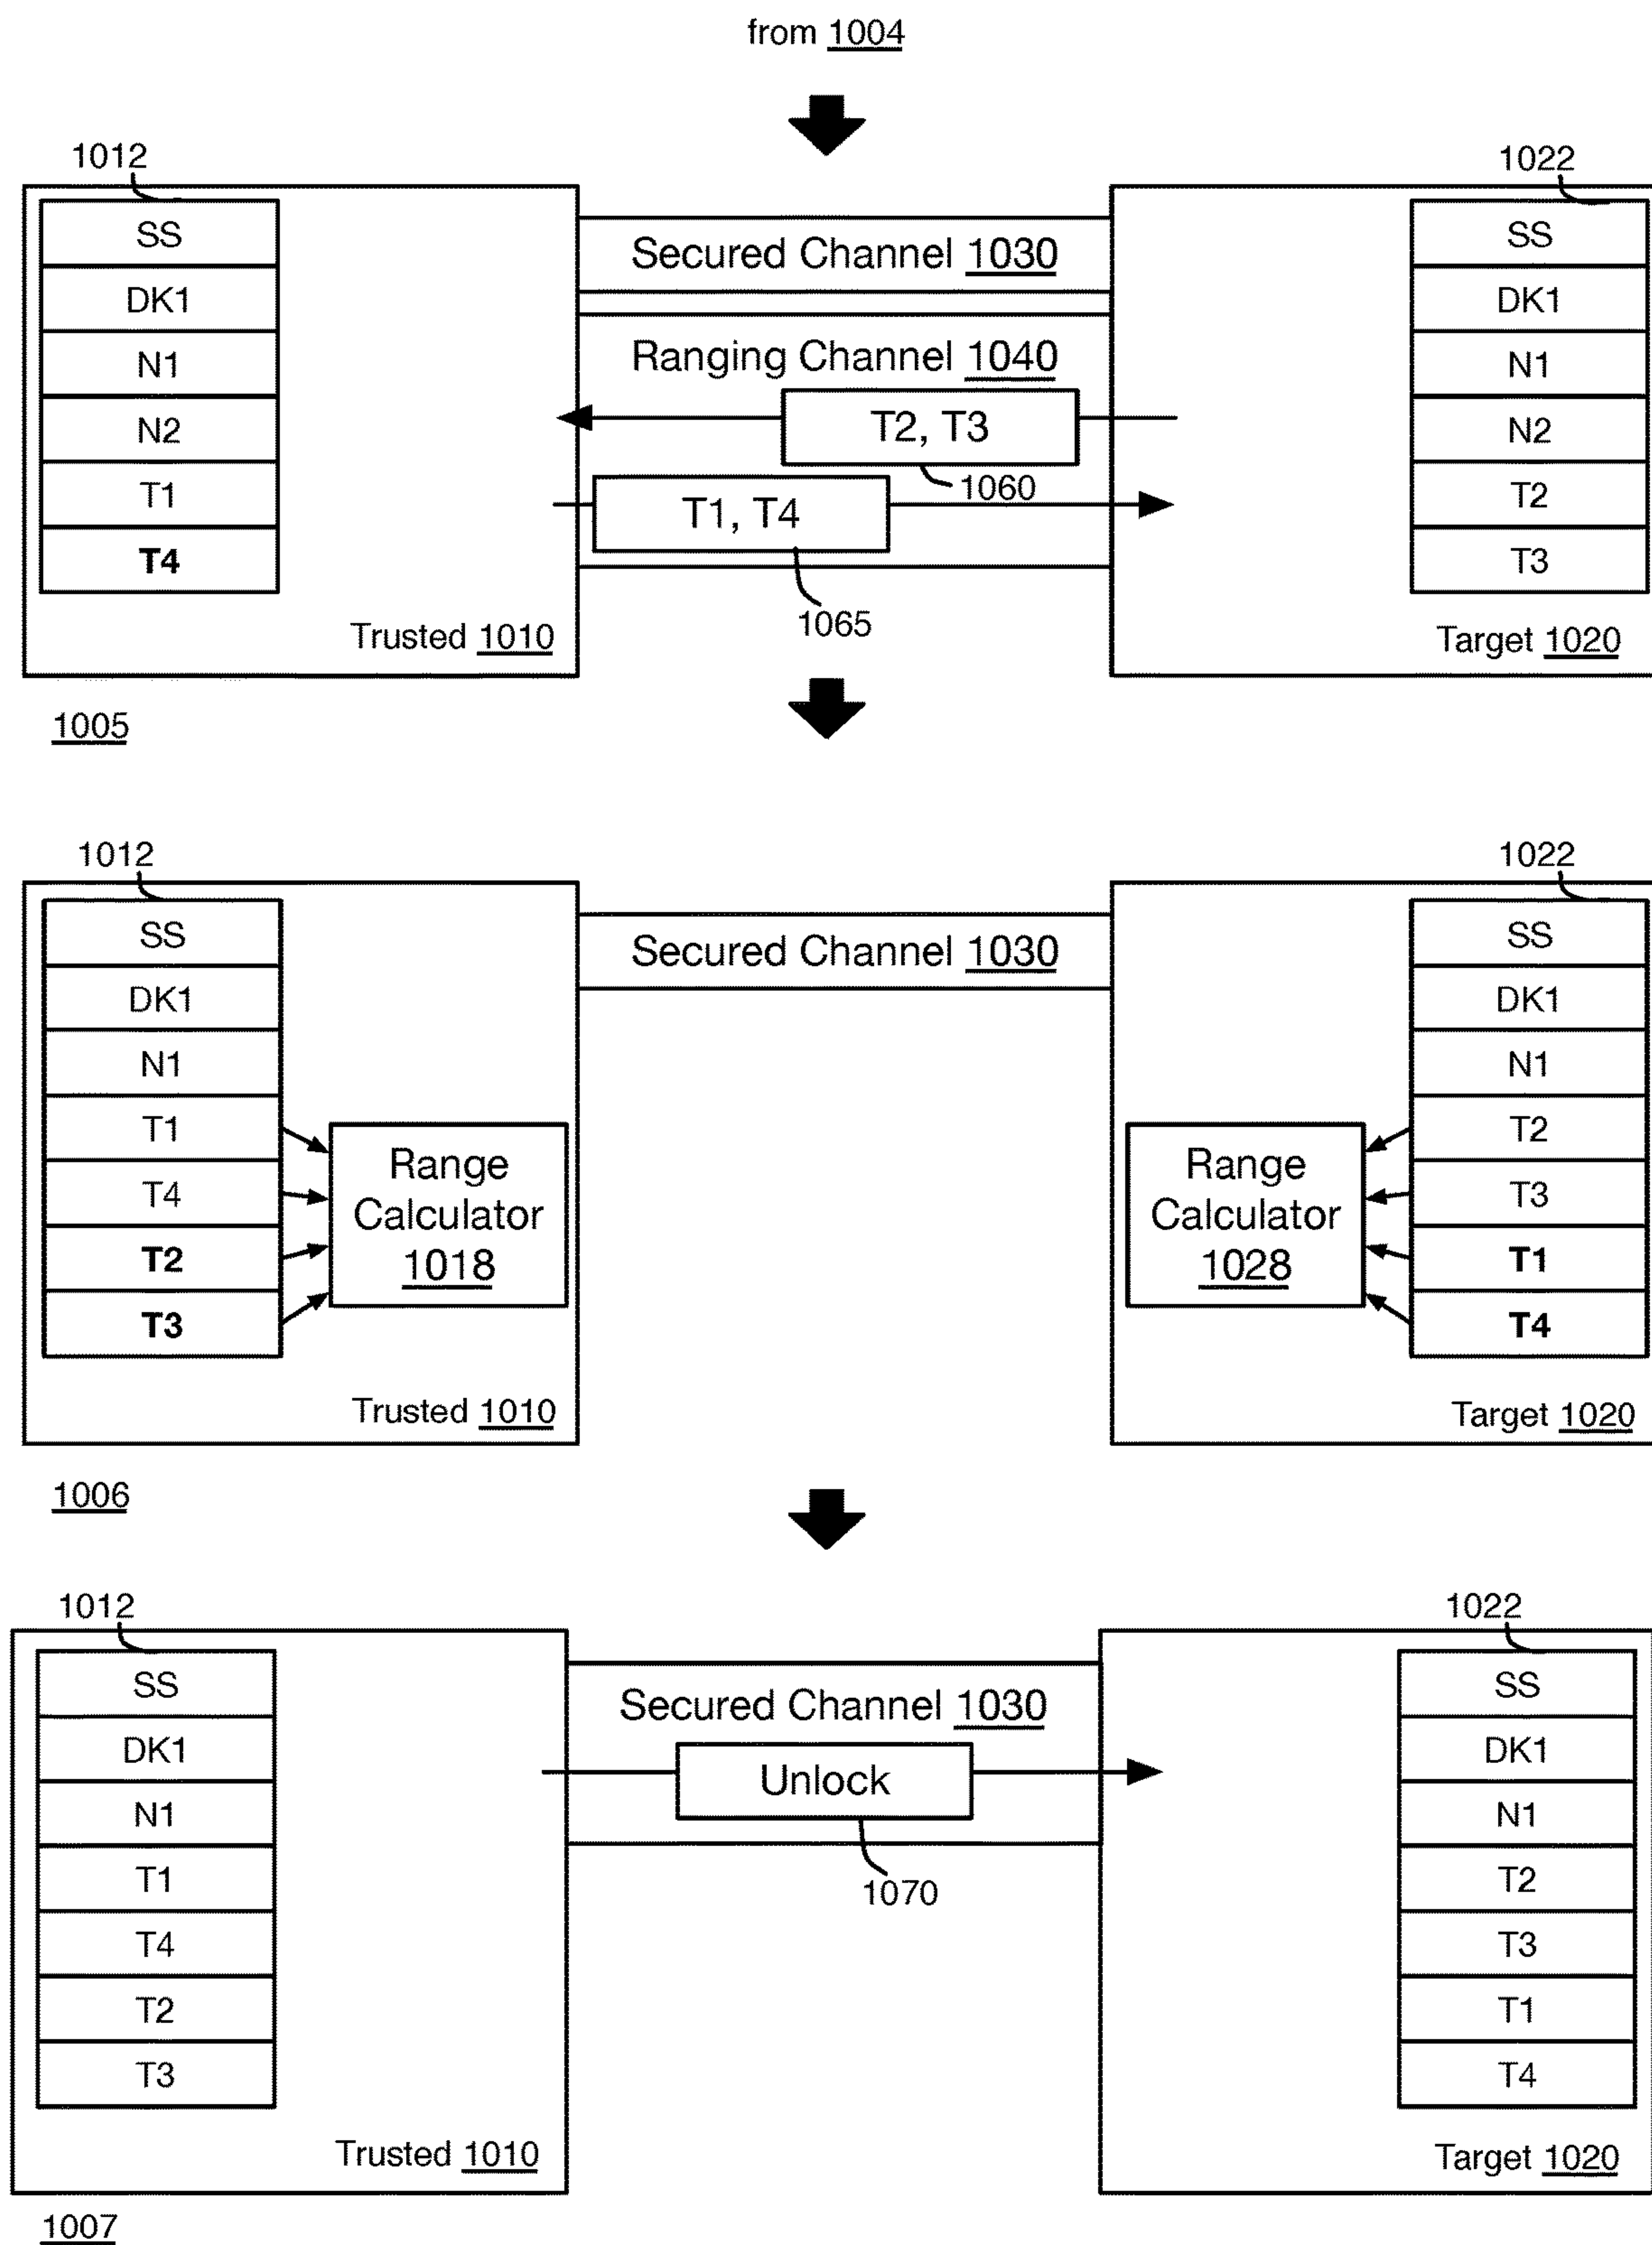 from 1004
1012
1022
SS
DK1
N1
N2
T1
T4
Secured Channel 1030
Ranging Channel 1040
T2, T3
1060
T1, T4
1065
SS
DK1
N1
N2
T2
T3
Trusted 1010
Target 1020
1005
1012
1022
SS
DK1
N1
T1
T4
T2
T3
Range
Calculator
1018
Secured Channel 1030
Range
Calculator
1028
SS
DK1
N1
T2
T3
T1
T4
Trusted 1010
Target 1020
1006
1012
1022
SS
DK1
N1
T1
T4
T2
T3
Secured Channel 1030
Unlock
1070
SS
DK1
N1
T2
T3
T1
T4
Trusted 1010
Target 1020
1007